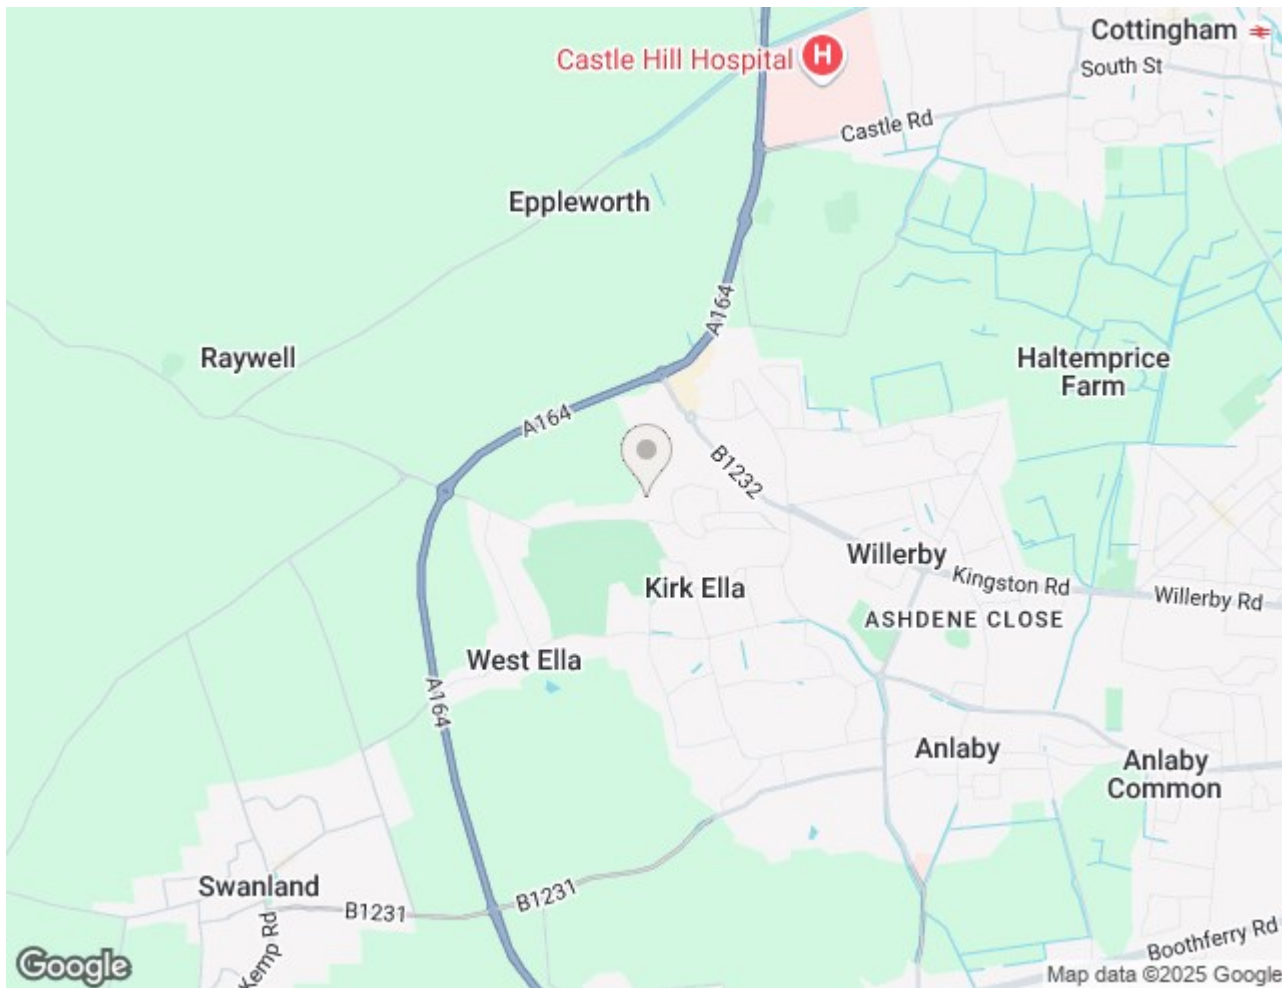 Cottingham
Castle Hill Hospital
H
South St
Castle Rd
Eppleworth
A164
Raywell
Haltemprice
Farm
A164
B1232
Willerby
Kingston Rd
Kirk Ella
Willerby Rd
ASHDENE CLOSE
West Ella
A164
Anlaby
Anlaby
Common
Swanland
B1231
B1231
Kemp Rd
Boothferry Rd
Google
Map data ©2025 Google